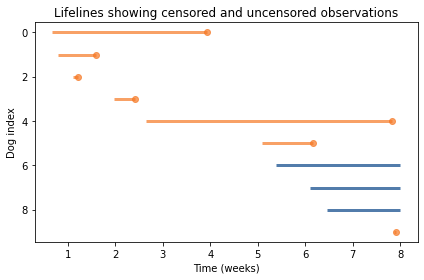 Lifelines showing censored and uncensored observations
Dog index
0
2
4
6
8
1 2 3 4 5 6 7 8
Time (weeks)